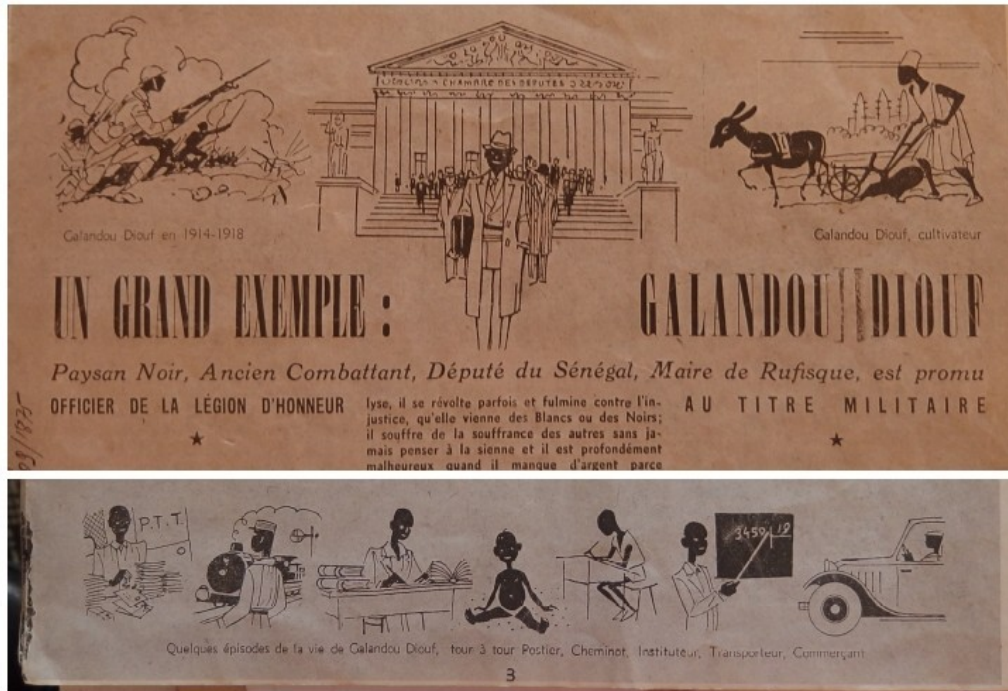 CHAMBRE DES DÉPUTÉS
Galandou Diouf en 1914-1918
Galandou Diouf, cultivateur
UN GRAND EXEMPLE : GALANDOU DIOUF
Paysan Noir, Ancien Combattant, Député du Sénégal, Maire de Rufisque, est promu
OFFICIER DE LA LÉGION D'HONNEUR
AU TITRE MILITAIRE
lyse, il se révolte parfois et fulmine contre l'in-
justice, qu'elle vienne des Blancs ou des Noirs;
il souffre de la souffrance des autres sans ja-
mais penser à la sienne et il est profondément
malheureux quand il manque d'argent parce
P.T.T.
3450 19
Quelques épisodes de la vie de Galandou Diouf, tour à tour Postier, Cheminot, Instituteur, Transporteur, Commerçant
3